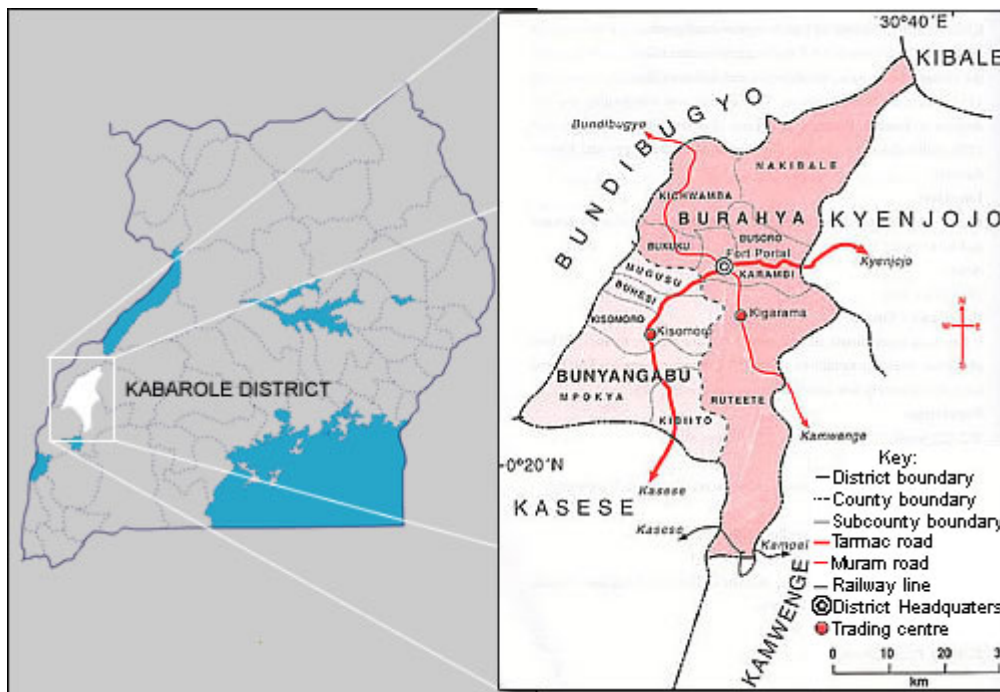 KABAROLE DISTRICT
30°40´E
KIBALE
BUNDIBUGYO
Bundibugyo
NAKIBALE
KICHWAMBA
BURAHYA
KYENJOJO
BUSORO
BUKUKU
Fort Portal
Kyenjojo
MUGUSU
KARAMBI
BUHESI
KISOMORO
Kisomoro
Kigarama
N
W
E
S
BUNYANGABU
MPOKYA
RUTEETE
KIBIITO
Kamwenge
-0°20´N
Kasese
KASESE
Kasese
KAMWENGE
Key:
District boundary
County boundary
Subcounty boundary
Tarmac road
Muram road
Railway line
District Headquaters
Trading centre
0 10 20 30
km